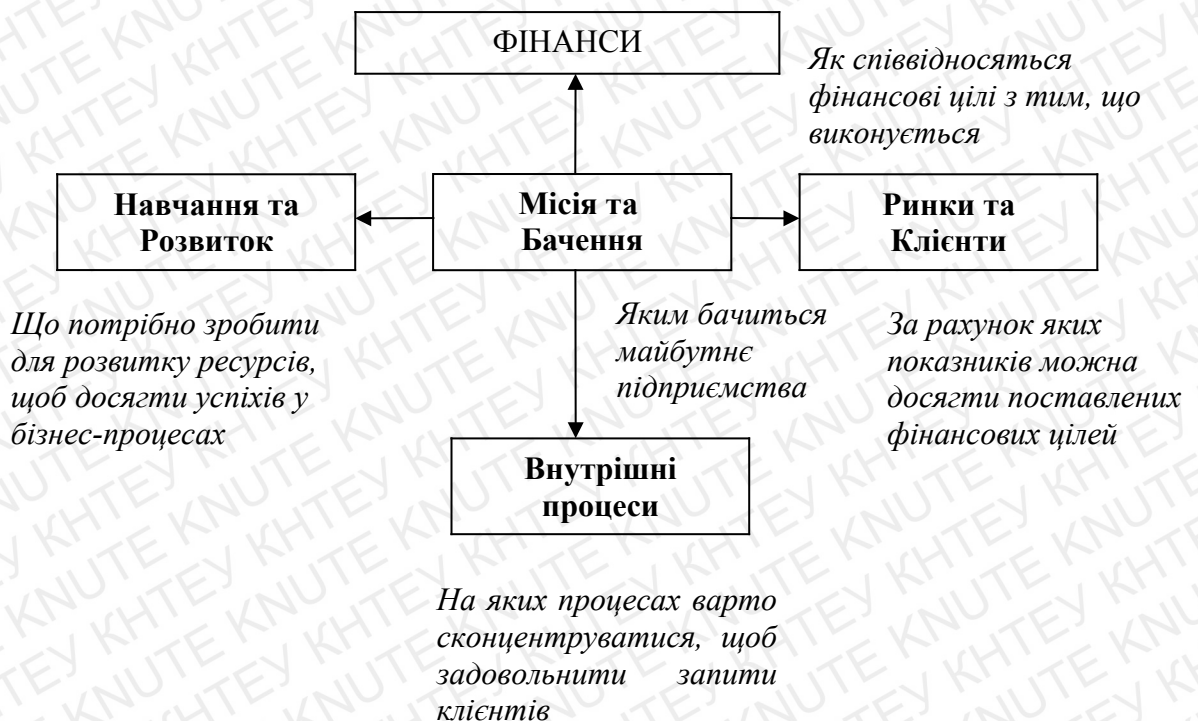 ФІНАНСИ
Як співвідносяться
фінансові цілі з тим, що
виконується
Навчання та
Розвиток
Місія та
Бачення
Ринки та
Клієнти
Що потрібно зробити
для розвитку ресурсів,
щоб досягти успіхів у
бізнес-процесах
Яким бачиться
майбутнє
підприємства
За рахунок яких
показників можна
досягти поставлених
фінансових цілей
Внутрішні
процеси
На яких процесах варто
сконцентруватися, щоб
задовольнити запити
клієнтів